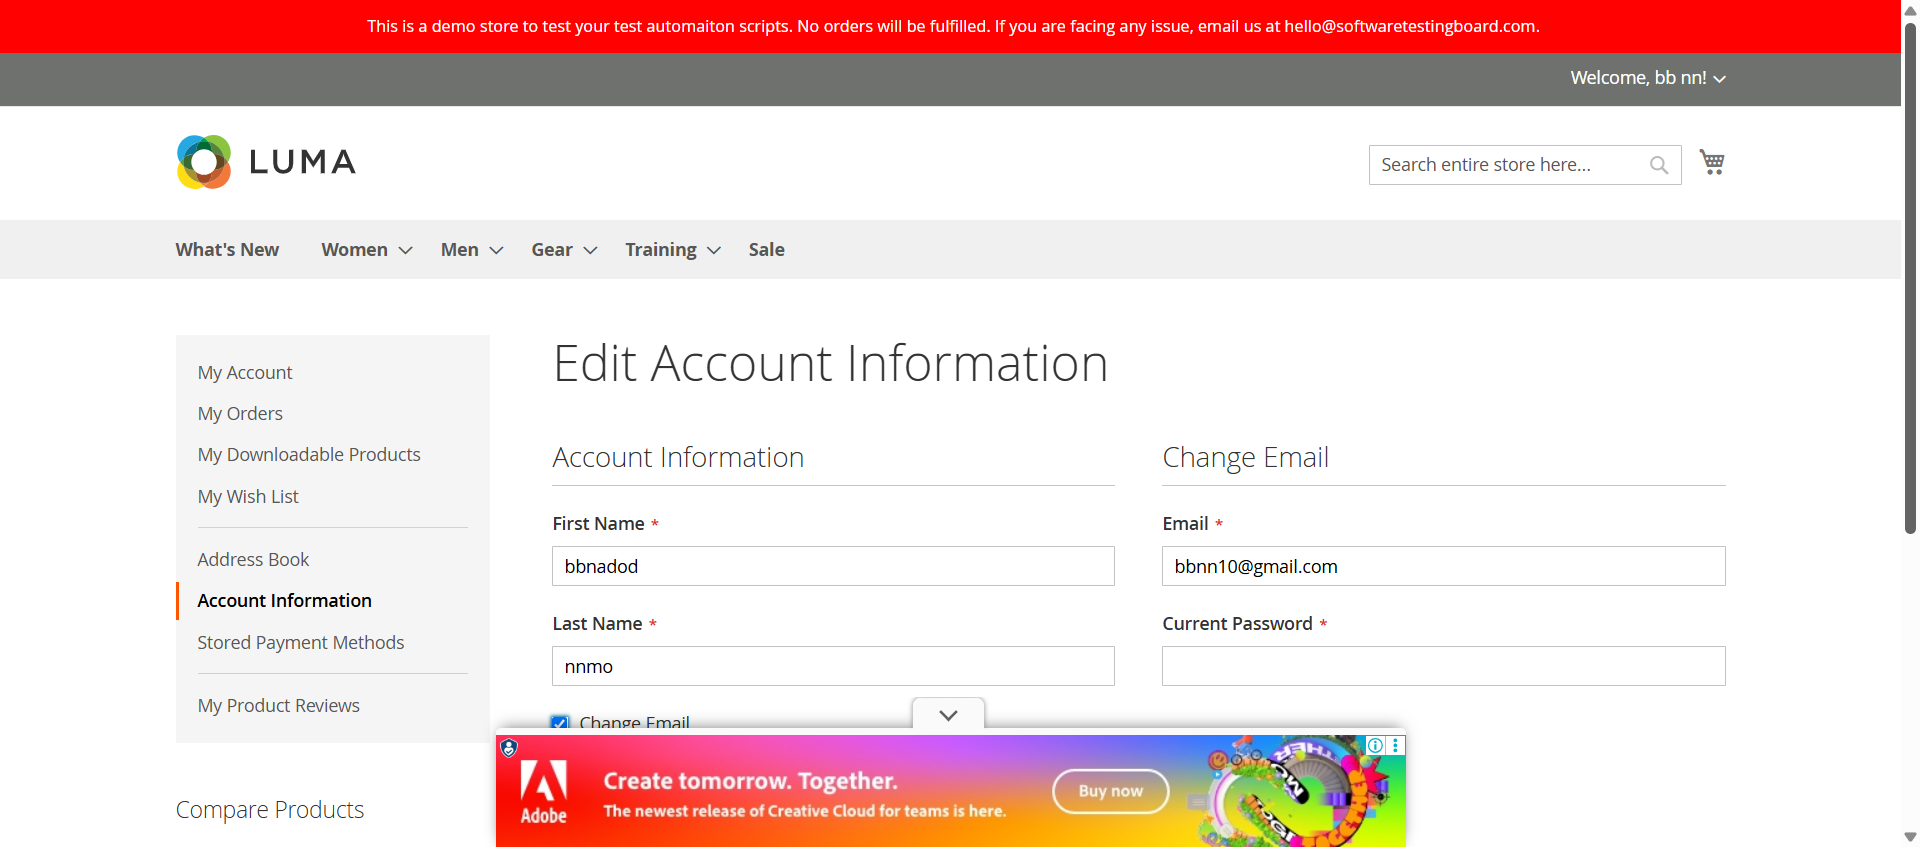 This is a demo store to test your test automaiton scripts. No orders will be fulfilled. If you are facing any issue, email us at hello@softwaretestingboard.com.
Welcome, bb nn!
LUMA
Search entire store here...
What's New Women Men Gear Training Sale
My Account
My Orders
My Downloadable Products
My Wish List
Address Book
Account Information
Stored Payment Methods
My Product Reviews
Compare Products
Edit Account Information
Account Information
First Name *
bbnadod
Last Name *
nnmo
Change Email
Change Email
Email *
bbnn10@gmail.com
Current Password *
Adobe
Create tomorrow. Together.
The newest release of Creative Cloud for teams is here.
Buy now